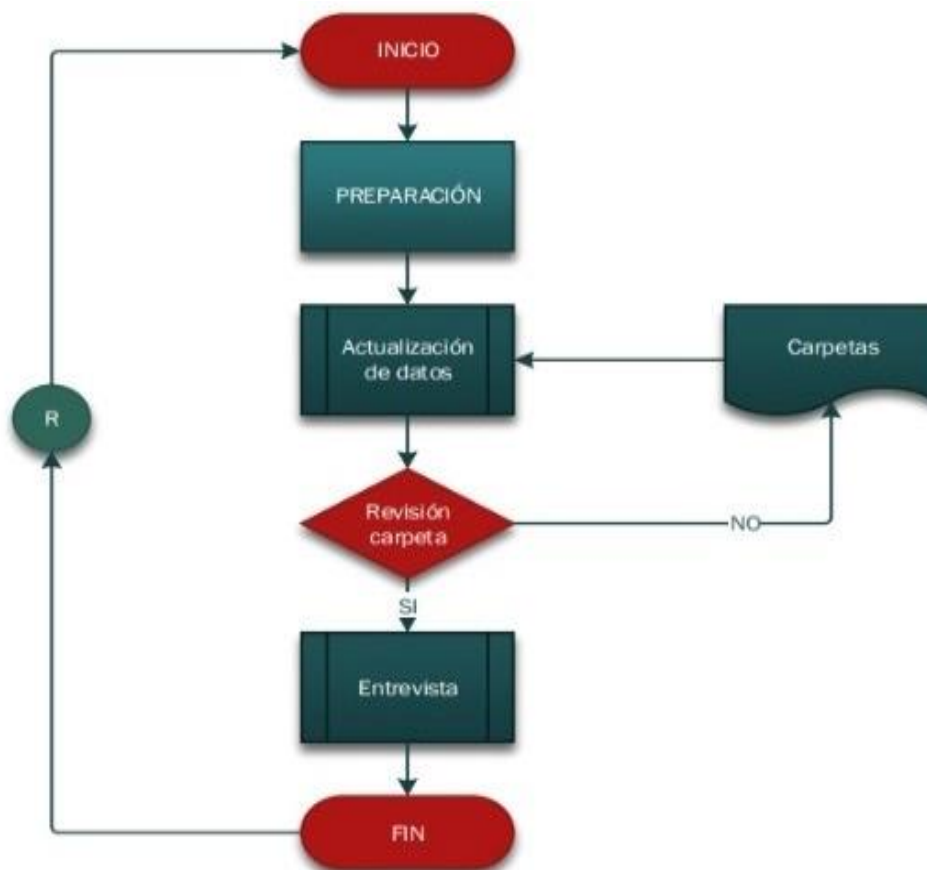 INICIO
PREPARACIÓN
Actualización
de datos
Carpetas
R
Revisión
carpeta
NO
SI
Entrevista
FIN